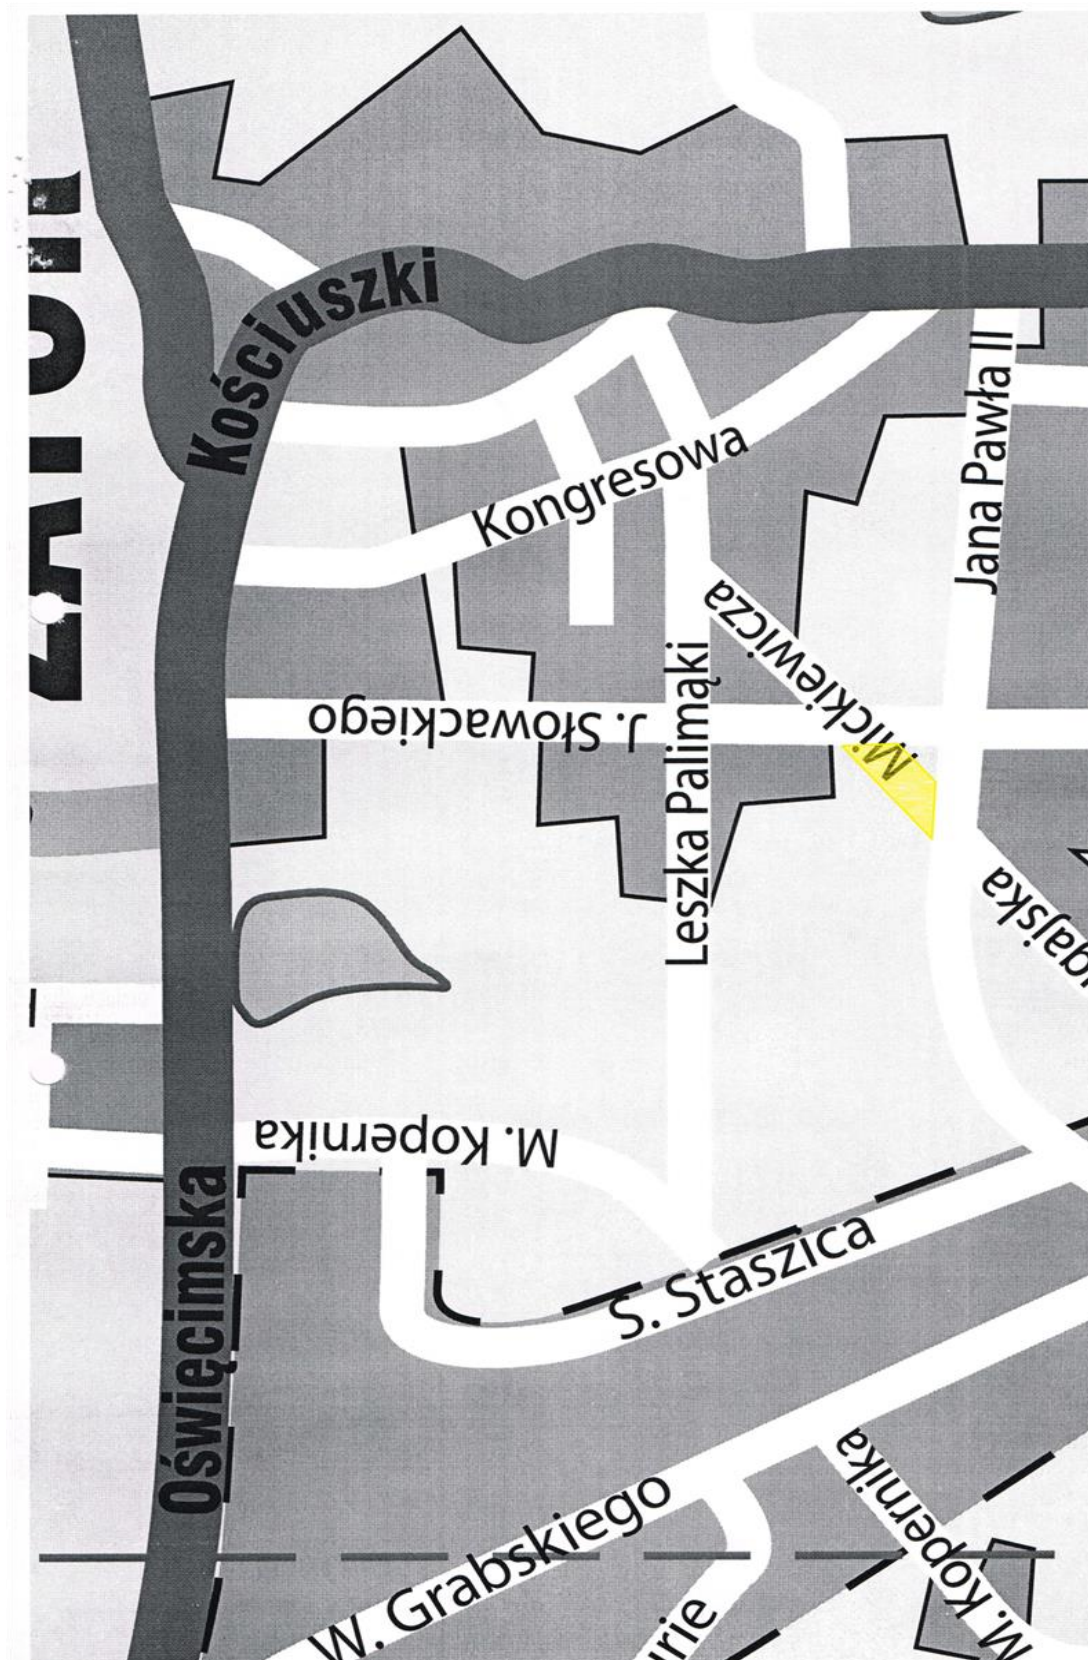 Kościuszki
Kongresowa
Jana Pawła II
Mickiewicza
J. Słowackiego
Leszka Palimąki
M. Kopernika
Oświęcimska
S. Staszica
W. Grabskiego
M. Kopernika